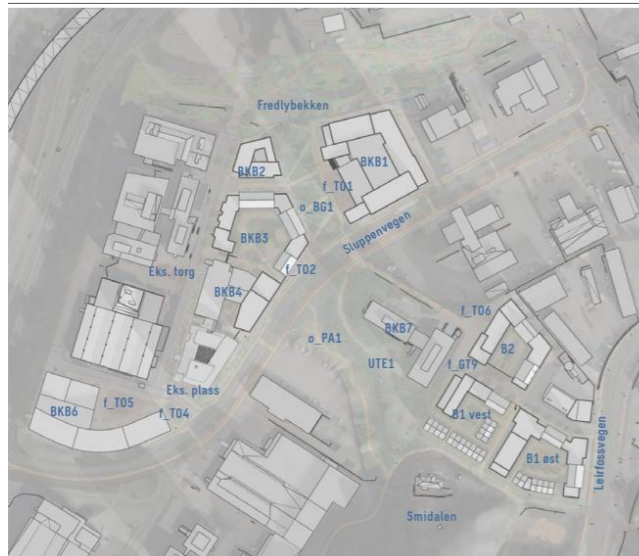 Fredlybekken
BKB1
BKB2
f_TO1
o_BG1
BKB3
Sluppenvegen
Eks. torg
f_TO2
BKB4
f_TO6
BKB7
o_PA1
B2
UTE1
f_GT9
Eks. plass
f_TO5
BKB6
f_TO4
B1 vest
B1 øst
Leirfossvegen
Smidalen